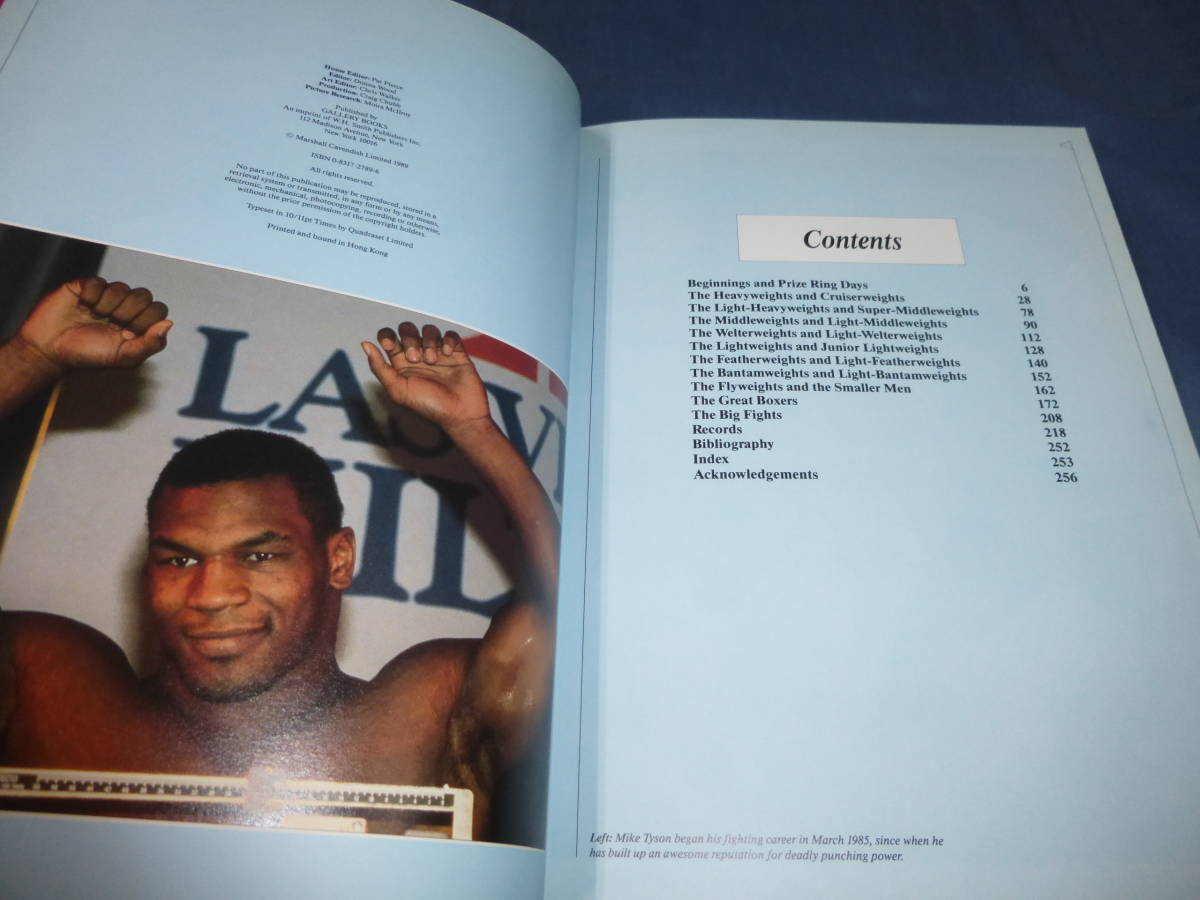 House Editor: Pat Pierce
Editor: Donna Wood
Art Editor: Chris Walker
Production: Craig Chubb
Picture Research: Moira McIlroy
Published by
GALLERY BOOKS
An imprint of W.H. Smith Publishers Inc.
112 Madison Avenue, New York
New York 10016
© Marshall Cavendish Limited 1989
ISBN 0-8317-2789-6
All rights reserved.
No part of this publication may be reproduced, stored in a
retrieval system or transmitted, in any form or by any means,
electronic, mechanical, photocopying, recording or otherwise,
without the prior permission of the copyright holders.
Typeset in 10/11pt Times by Quadraset Limited
Printed and bound in Hong Kong
LAS V
HIL
Contents
Beginnings and Prize Ring Days 6
The Heavyweights and Cruiserweights 28
The Light-Heavyweights and Super-Middleweights 78
The Middleweights and Light-Middleweights 90
The Welterweights and Light-Welterweights 112
The Lightweights and Junior Lightweights 128
The Featherweights and Light-Featherweights 140
The Bantamweights and Light-Bantamweights 152
The Flyweights and the Smaller Men 162
The Great Boxers 172
The Big Fights 208
Records 218
Bibliography 252
Index 253
Acknowledgements 256
Left: Mike Tyson began his fighting career in March 1985, since when he
has built up an awesome reputation for deadly punching power.